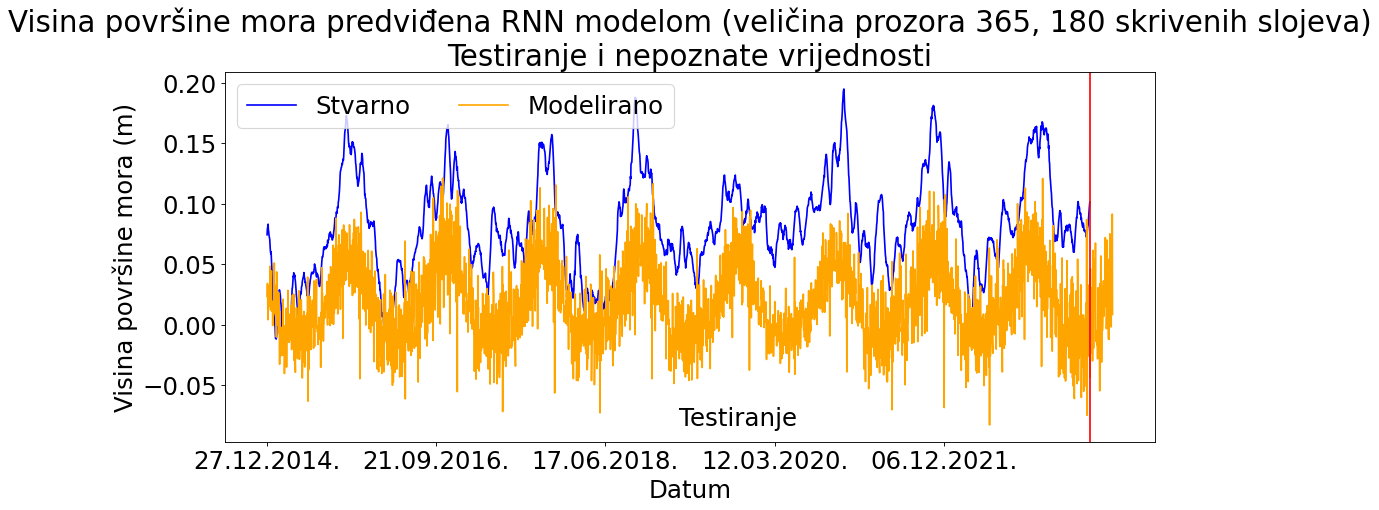 Visina površine mora predviđena RNN modelom (veličina prozora 365, 180 skrivenih slojeva)
Testiranje i nepoznate vrijednosti
Stvarno
Modelirano
Visina površine mora (m)
0.20
0.15
0.10
0.05
0.00
−0.05
Testiranje
27.12.2014.
21.09.2016.
17.06.2018.
12.03.2020.
06.12.2021.
Datum